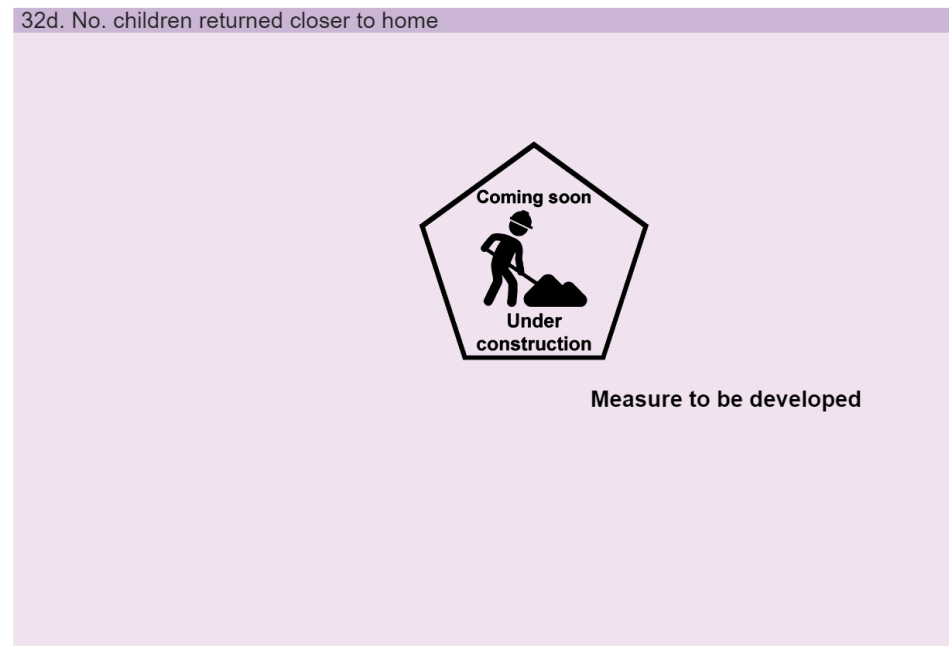 32d. No. children returned closer to home
Coming soon
Under
construction
Measure to be developed